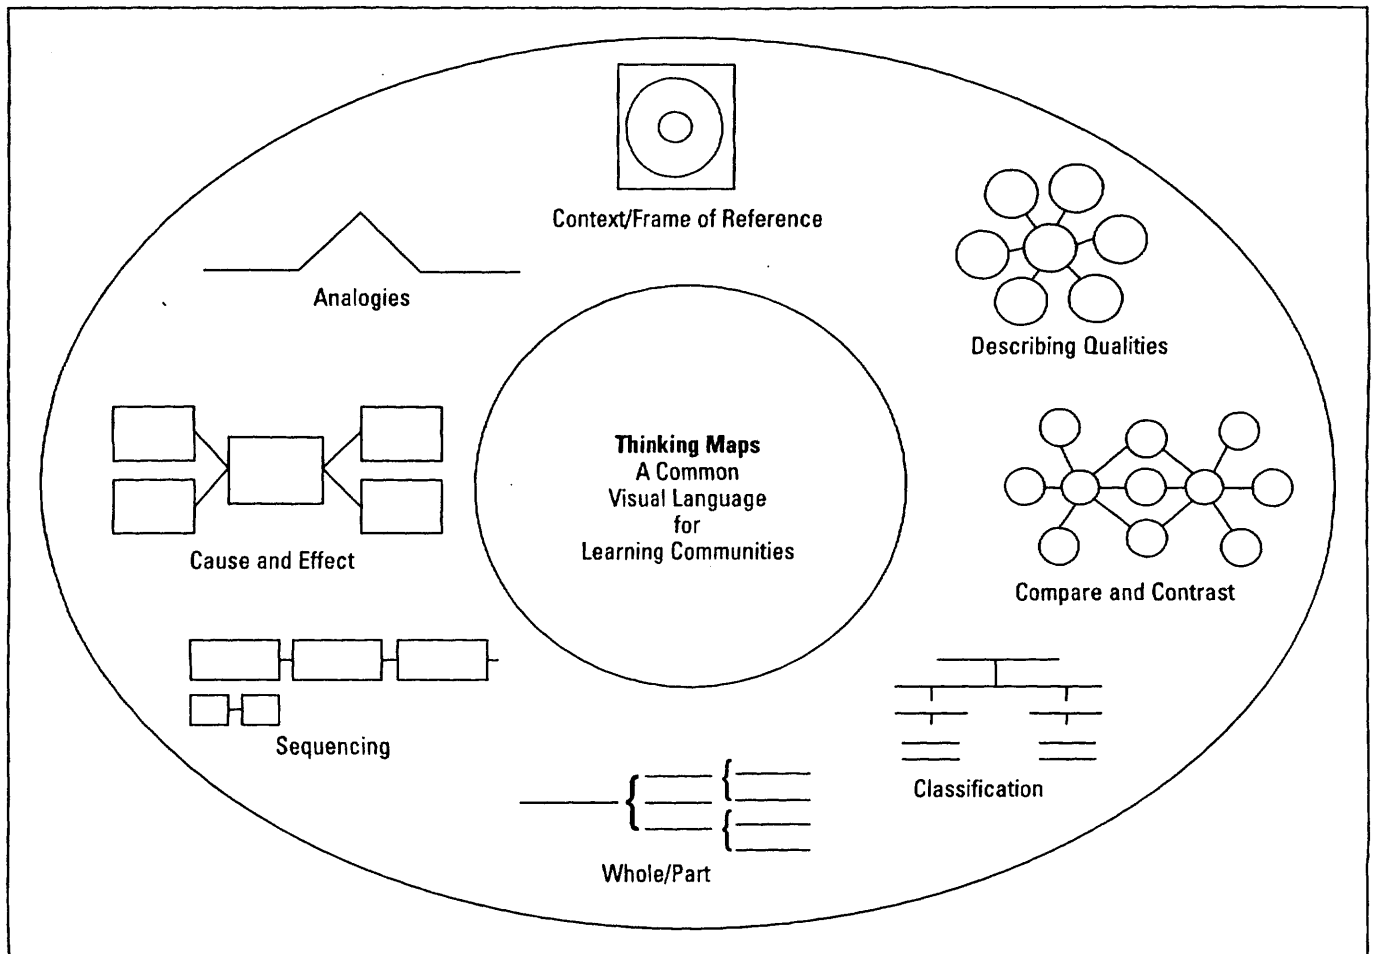 Context/Frame of Reference
Analogies
Describing Qualities
Thinking Maps
A Common
Visual Language
for
Learning Communities
Cause and Effect
Compare and Contrast
Sequencing
Classification
Whole/Part